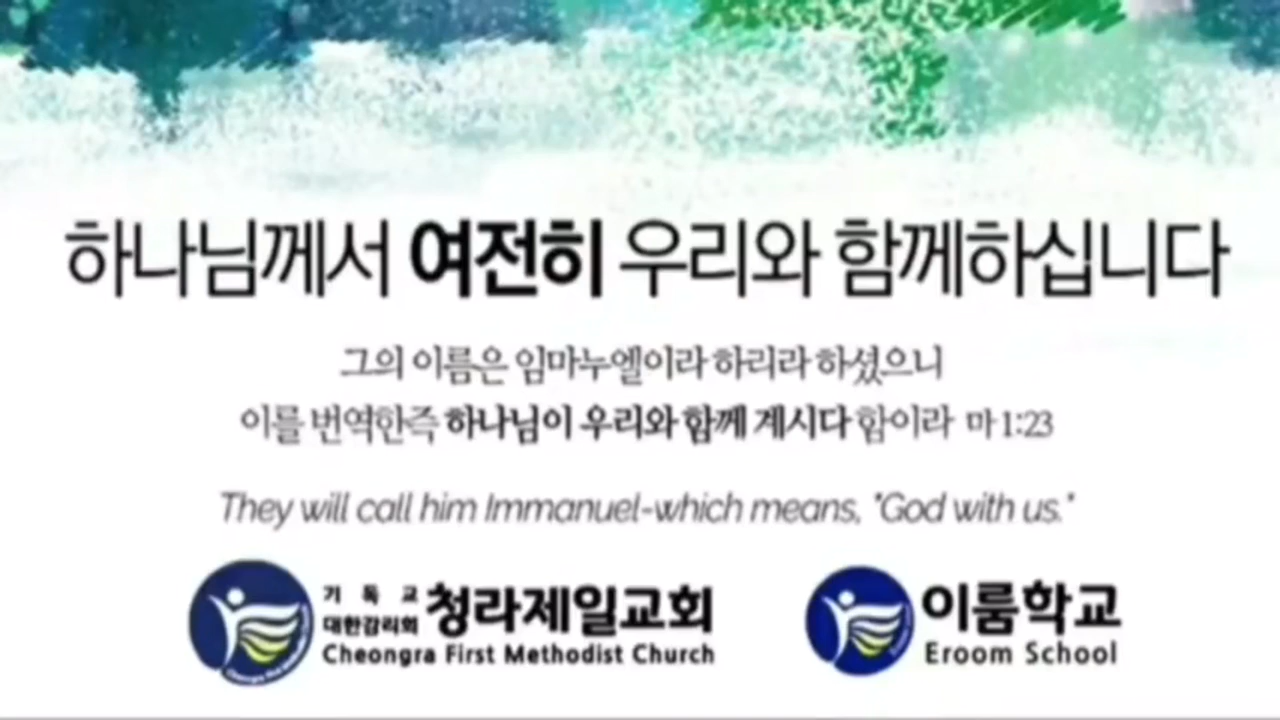 하나님께서 여전히 우리와 함께하십니다
그의 이름은 임마누엘이라 하리라 하셨으니
이를 번역한즉 하나님이 우리와 함께 계시다 함이라 마 1:23
They will call him Immanuel-which means, "God with us."
기독교
대한감리회 청라제일교회
Cheongra First Methodist Church
이룸학교
Eroom School